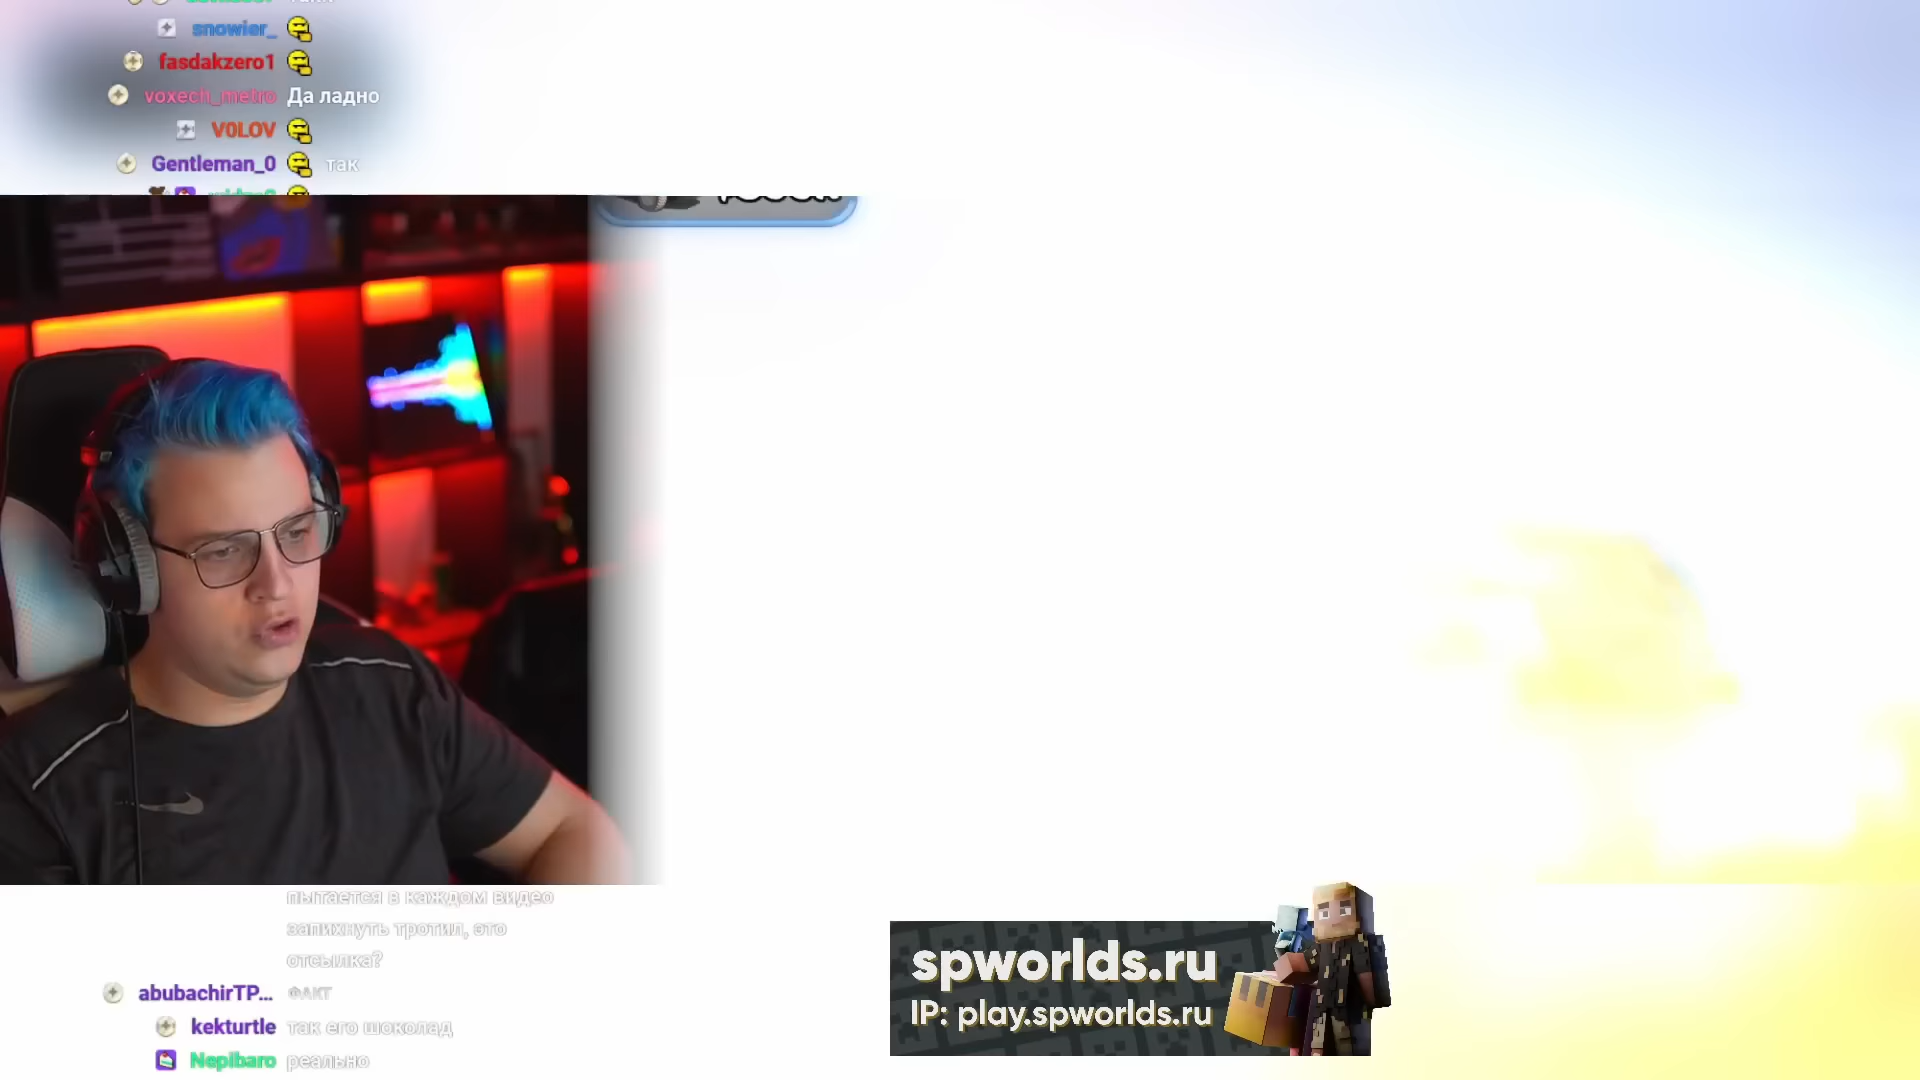 snowier_
fasdakzero1
voxech_metro Да ладно
V0LOV
Gentleman_0 так
пытается в каждом видео
запихнуть тротил, это
отсылка?
abubachirTP... ФАКТ
kekturtle так его шоколад
Nepibaro реально
spworlds.ru
IP: play.spworlds.ru